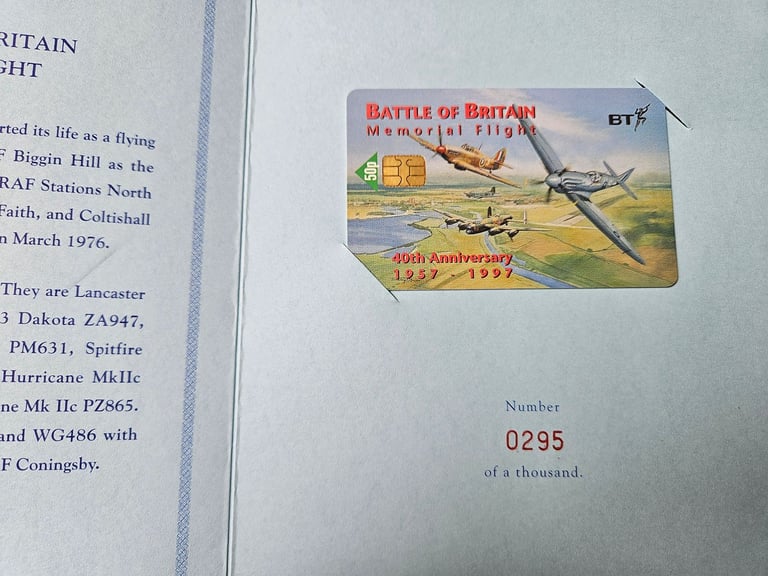 RITAIN
GHT
rted its life as a flying
F Biggin Hill as the
RAF Stations North
Faith, and Coltishall
n March 1976.
They are Lancaster
3 Dakota ZA947,
PM631, Spitfire
Hurricane MkIIc
ne Mk IIc PZ865.
and WG486 with
F Coningsby.
BATTLE OF BRITAIN
Memorial Flight
BT
50p
40th Anniversary
1957 - 1997
Number
0295
of a thousand.